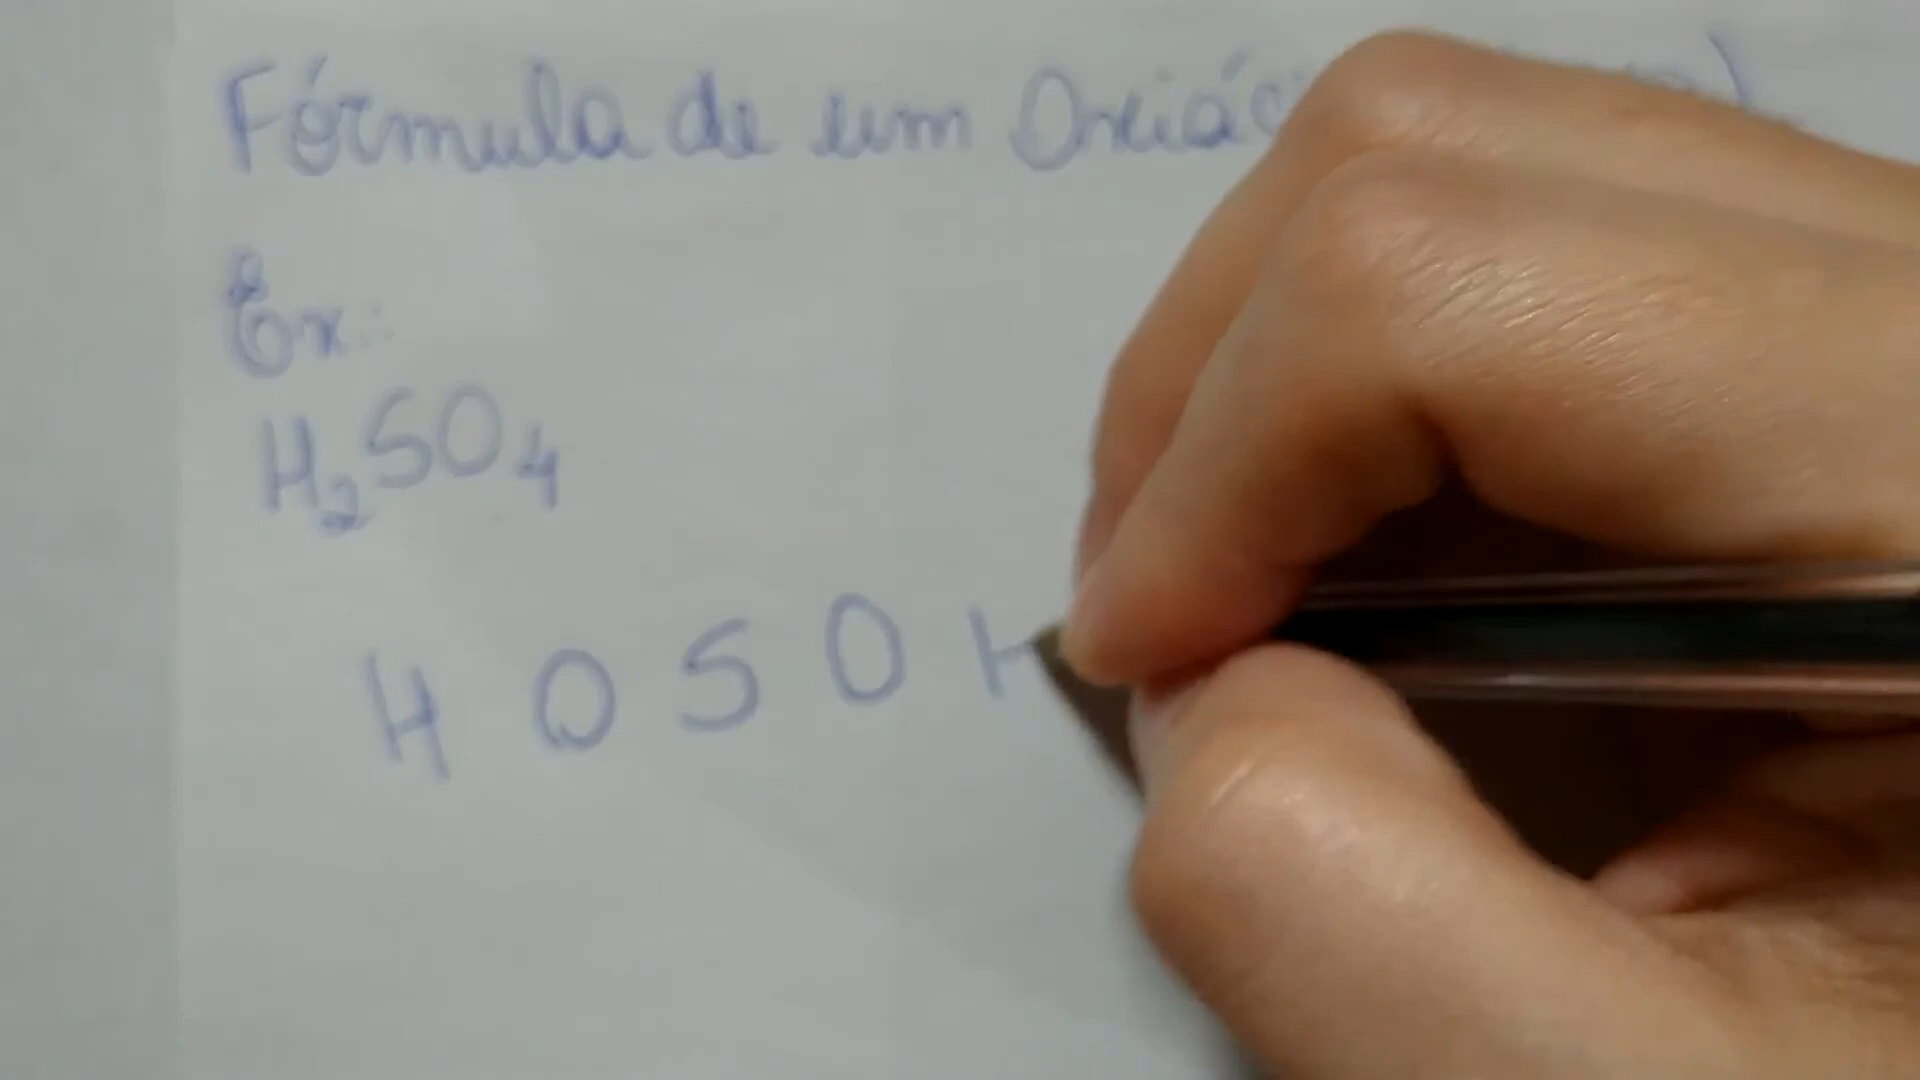 Fórmula de um Oxiác
Ex:
H₂SO₄
H O S O H